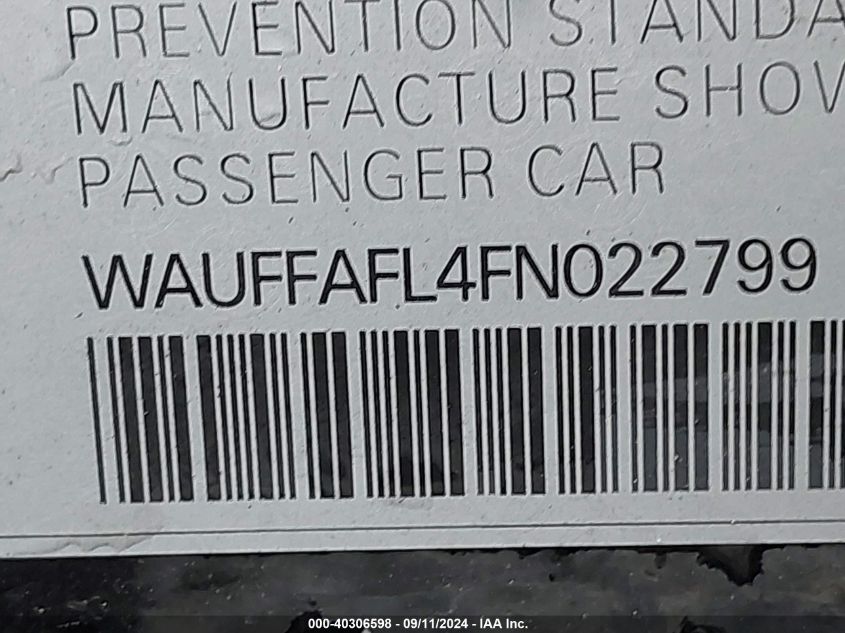 PREVENTION STANDA
MANUFACTURE SHOV
PASSENGER CAR
WAUFFAFL4FN022799
000-40306598 - 09/11/2024 - IAA Inc.